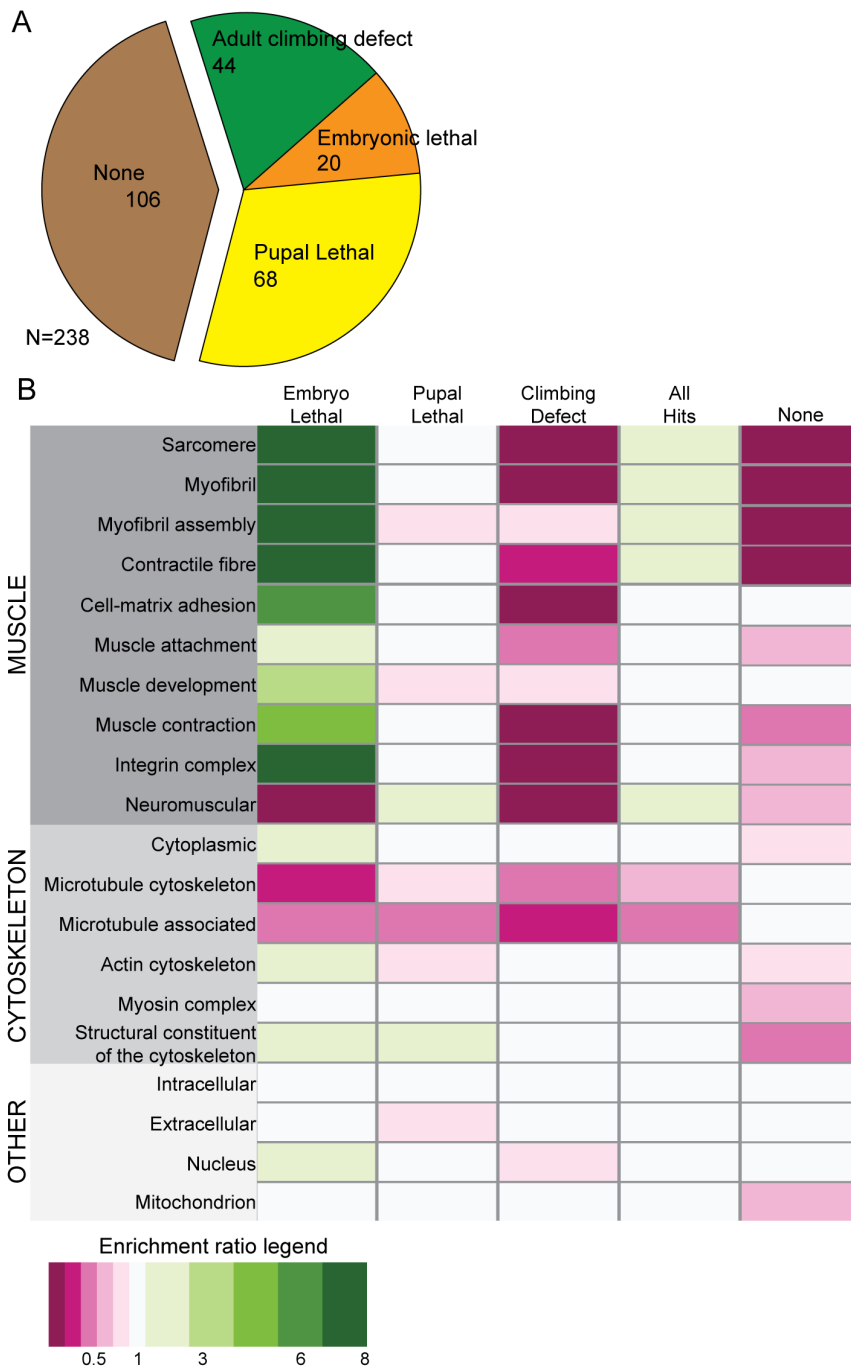 A
Adult climbing defect
44
Embryonic lethal
20
None
106
Pupal Lethal
68
N=238
B
Embryo
Lethal
Pupal
Lethal
Climbing
Defect
All
Hits
None
MUSCLE
Sarcomere
Myofibril
Myofibril assembly
Contractile fibre
Cell-matrix adhesion
Muscle attachment
Muscle development
Muscle contraction
Integrin complex
Neuromuscular
CYTOSKELETON
Cytoplasmic
Microtubule cytoskeleton
Microtubule associated
Actin cytoskeleton
Myosin complex
Structural constituent
of the cytoskeleton
OTHER
Intracellular
Extracellular
Nucleus
Mitochondrion
Enrichment ratio legend
0.5 1 3 6 8